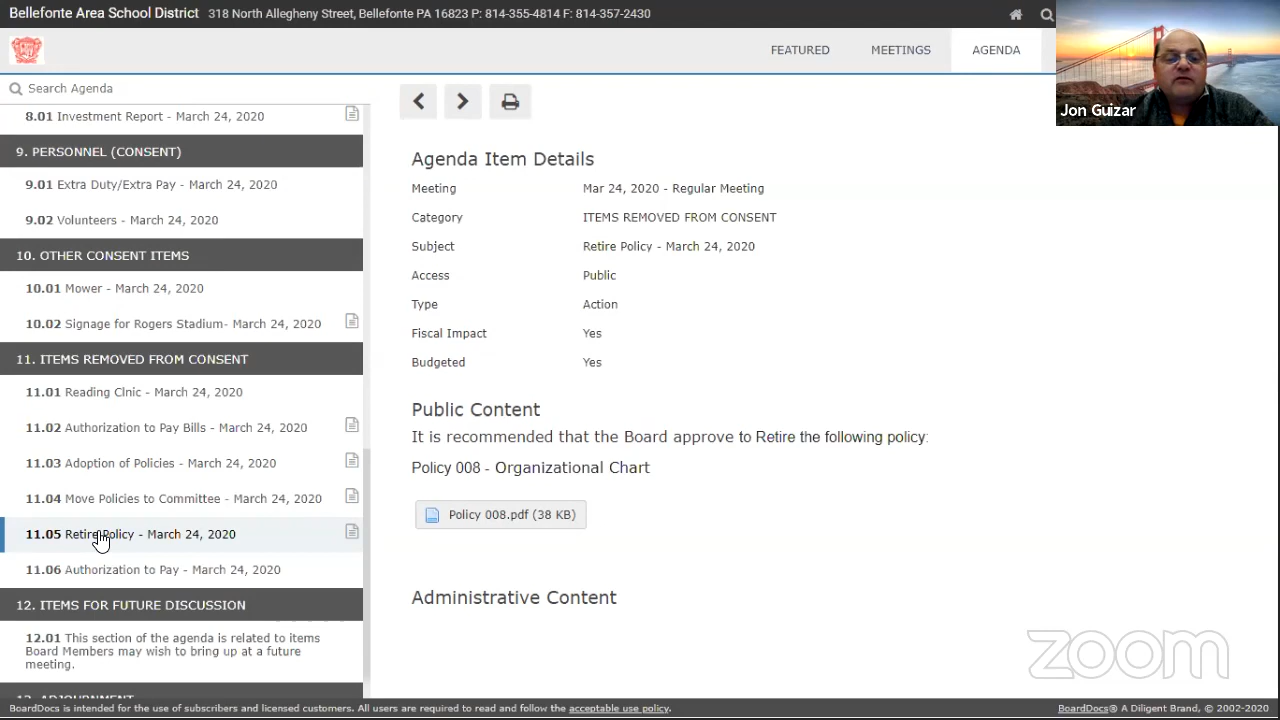 Bellefonte Area School District 318 North Allegheny Street, Bellefonte PA 16823 P: 814-355-4814 F: 814-357-2430
FEATURED MEETINGS AGENDA
Jon Guizar
Search Agenda
8.01 Investment Report - March 24, 2020
9. PERSONNEL (CONSENT)
9.01 Extra Duty/Extra Pay - March 24, 2020
9.02 Volunteers - March 24, 2020
10. OTHER CONSENT ITEMS
10.01 Mower - March 24, 2020
10.02 Signage for Rogers Stadium- March 24, 2020
11. ITEMS REMOVED FROM CONSENT
11.01 Reading Clnic - March 24, 2020
11.02 Authorization to Pay Bills - March 24, 2020
11.03 Adoption of Policies - March 24, 2020
11.04 Move Policies to Committee - March 24, 2020
11.05 Retire Policy - March 24, 2020
11.06 Authorization to Pay - March 24, 2020
12. ITEMS FOR FUTURE DISCUSSION
12.01 This section of the agenda is related to items
Board Members may wish to bring up at a future
meeting.
13. ADJOURNMENT
Agenda Item Details
Meeting Mar 24, 2020 - Regular Meeting
Category ITEMS REMOVED FROM CONSENT
Subject Retire Policy - March 24, 2020
Access Public
Type Action
Fiscal Impact Yes
Budgeted Yes
Public Content
It is recommended that the Board approve to Retire the following policy:
Policy 008 - Organizational Chart
Policy 008.pdf (38 KB)
Administrative Content
zoom
BoardDocs is intended for the use of subscribers and licensed customers. All users are required to read and follow the acceptable use policy.
BoardDocs® A Diligent Brand, © 2002-2020